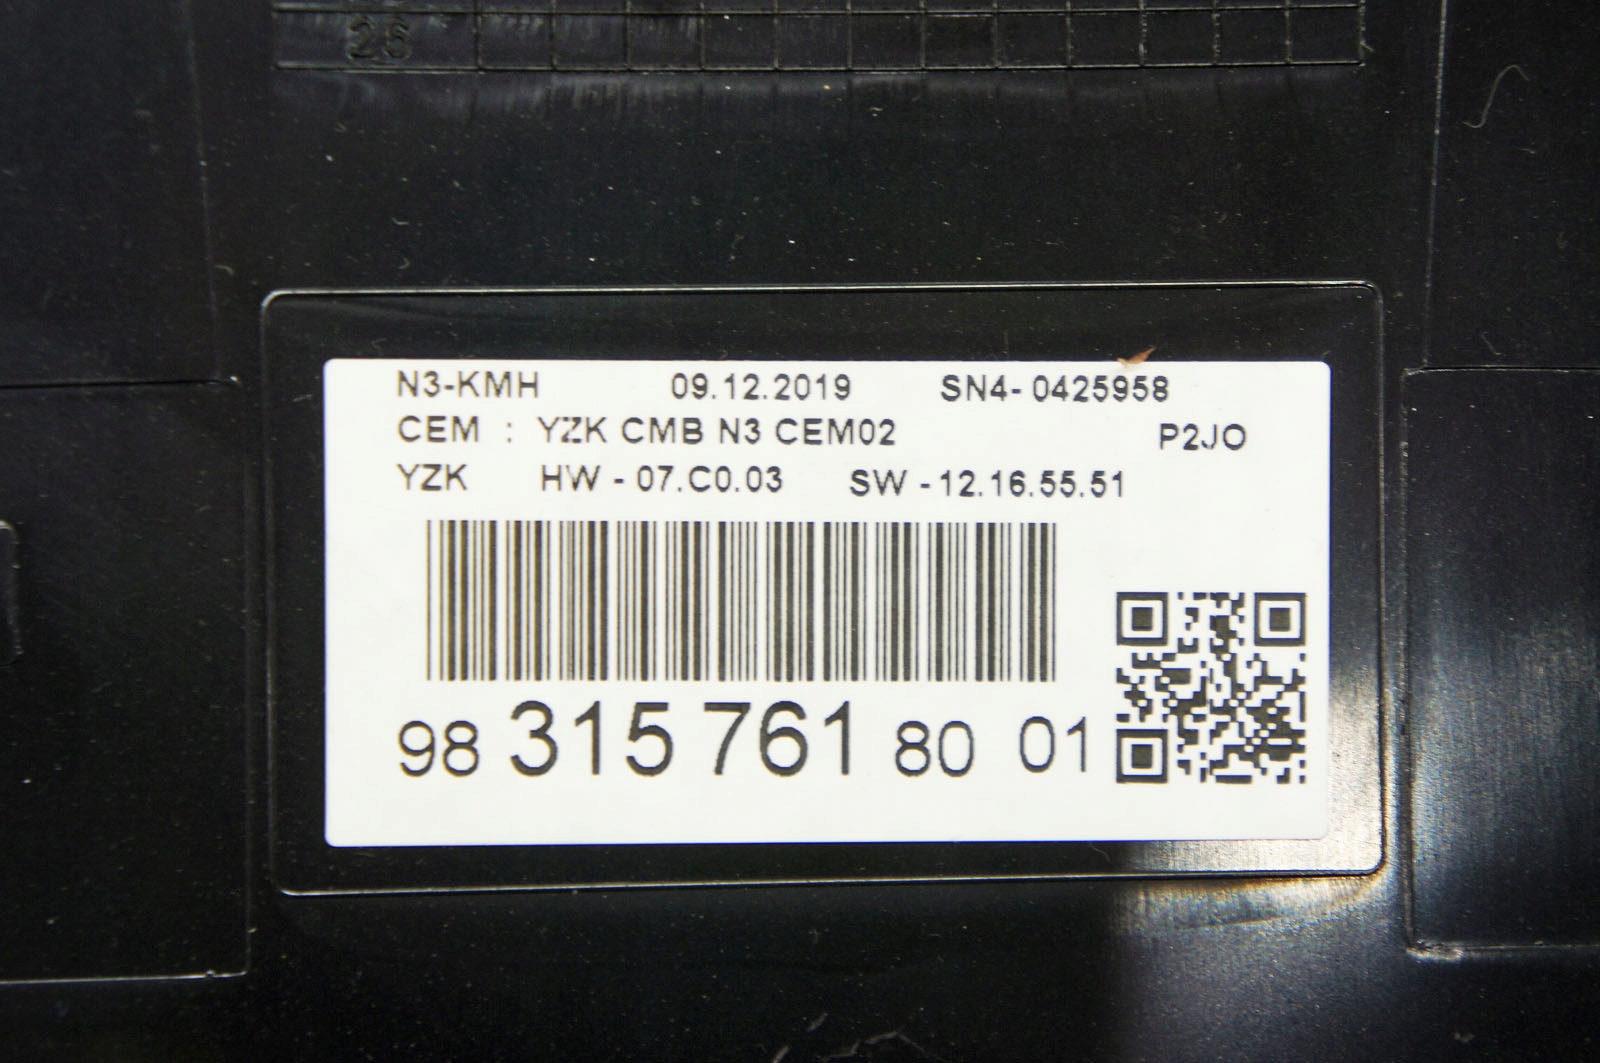 26
N3-KMH 09.12.2019 SN4- 0425958
CEM : YZK CMB N3 CEM02 P2JO
YZK HW - 07.C0.03 SW - 12.16.55.51
98 315 761 80 01